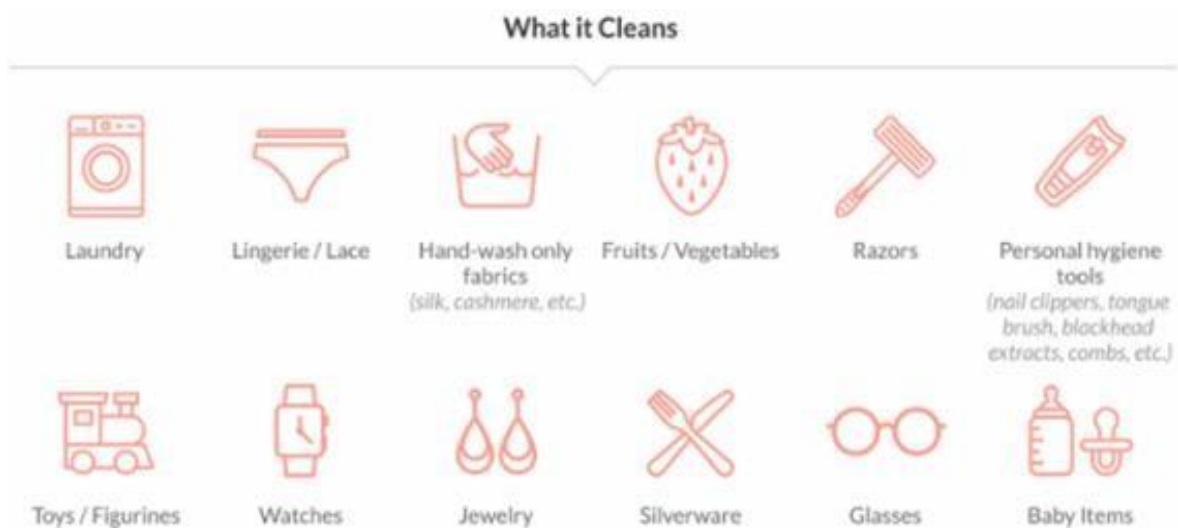 What it Cleans
Laundry
Lingerie / Lace
Hand-wash only
fabrics
(silk, cashmere, etc.)
Fruits / Vegetables
Razors
Personal hygiene
tools
(nail clippers, tongue
brush, blackhead
extracts, combs, etc.)
Toys / Figurines
Watches
Jewelry
Silverware
Glasses
Baby Items